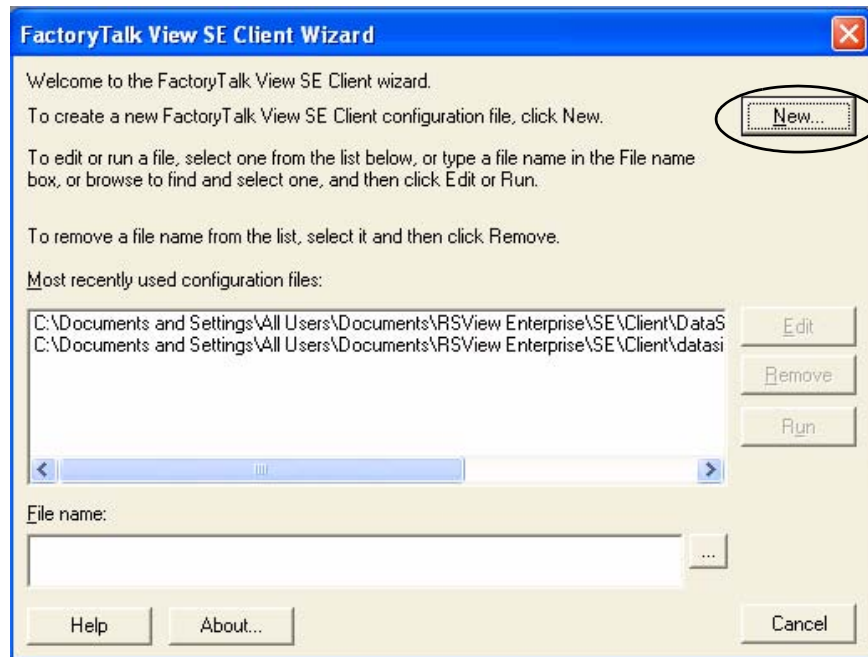 FactoryTalk View SE Client Wizard
Welcome to the FactoryTalk View SE Client wizard.
To create a new FactoryTalk View SE Client configuration file, click New.
New...
To edit or run a file, select one from the list below, or type a file name in the File name
box, or browse to find and select one, and then click Edit or Run.
To remove a file name from the list, select it and then click Remove.
Most recently used configuration files:
C:\Documents and Settings\All Users\Documents\RSView Enterprise\SE\Client\DataS
C:\Documents and Settings\All Users\Documents\RSView Enterprise\SE\Client\datasi
Edit
Remove
Run
File name:
...
Help
About...
Cancel